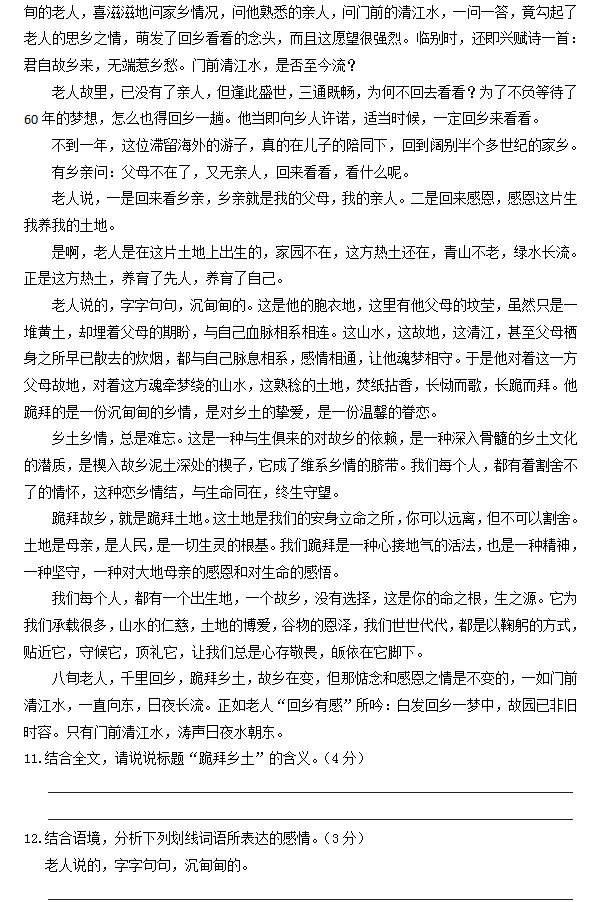 旬的老人，喜滋滋地问家乡情况，问他熟悉的亲人，问门前的清江水，一问一答，竟勾起了
老人的思乡之情，萌发了回乡看看的念头，而且这愿望很强烈。临别时，还即兴赋诗一首：
君自故乡来，无端惹乡愁。门前清江水，是否至今流？
老人故里，已没有了亲人，但逢此盛世，三通既畅，为何不回去看看？为了不负等待了
60 年的梦想，怎么也得回乡一趟。他当即向乡人许诺，适当时候，一定回乡来看看。
不到一年，这位滞留海外的游子，真的在儿子的陪同下，回到阔别半个多世纪的家乡。
有乡亲问：父母不在了，又无亲人，回来看看，看什么呢。
老人说，一是回来看乡亲，乡亲就是我的父母，我的亲人。二是回来感恩，感恩这片生
我养我的土地。
是啊，老人是在这片土地上出生的，家园不在，这方热土还在，青山不老，绿水长流。
正是这方热土，养育了先人，养育了自己。
老人说的，字字句句，沉甸甸的。这是他的胞衣地，这里有他父母的坟茔，虽然只是一
堆黄土，却埋着父母的期盼，与自己血脉相系相连。这山水，这故地，这清江，甚至父母栖
身之所早已散去的炊烟，都与自己脉息相系，感情相通，让他魂梦相守。于是他对着这一方
父母故地，对着这方魂牵梦绕的山水，这熟稔的土地，焚纸拈香，长恸而歌，长跪而拜。他
跪拜的是一份沉甸甸的乡情，是对乡土的挚爱，是一份温馨的眷恋。
乡土乡情，总是难忘。这是一种与生俱来的对故乡的依赖，是一种深入骨髓的乡土文化
的潜质，是楔入故乡泥土深处的楔子，它成了维系乡情的脐带。我们每个人，都有着割舍不
了的情怀，这种恋乡情结，与生命同在，终生守望。
跪拜故乡，就是跪拜土地。这土地是我们的安身立命之所，你可以远离，但不可以割舍。
土地是母亲，是人民，是一切生灵的根基。我们跪拜是一种心接地气的活法，也是一种精神，
一种坚守，一种对大地母亲的感恩和对生命的感悟。
我们每个人，都有一个出生地，一个故乡，没有选择，这是你的命之根，生之源。它为
我们承载很多，山水的仁慈，土地的博爱，谷物的恩泽，我们世世代代，都是以鞠躬的方式，
贴近它，守候它，顶礼它，让我们总是心存敬畏，皈依在它脚下。
八旬老人，千里回乡，跪拜乡土，故乡在变，但那惦念和感恩之情是不变的，一如门前
清江水，一直向东，日夜长流。正如老人“回乡有感”所吟：白发回乡一梦中，故园已非旧
时容。只有门前清江水，涛声日夜水朝东。
11.结合全文，请说说标题“跪拜乡土”的含义。（4 分）
12.结合语境，分析下列划线词语所表达的感情。（3 分）
老人说的，字字句句，沉甸甸的。